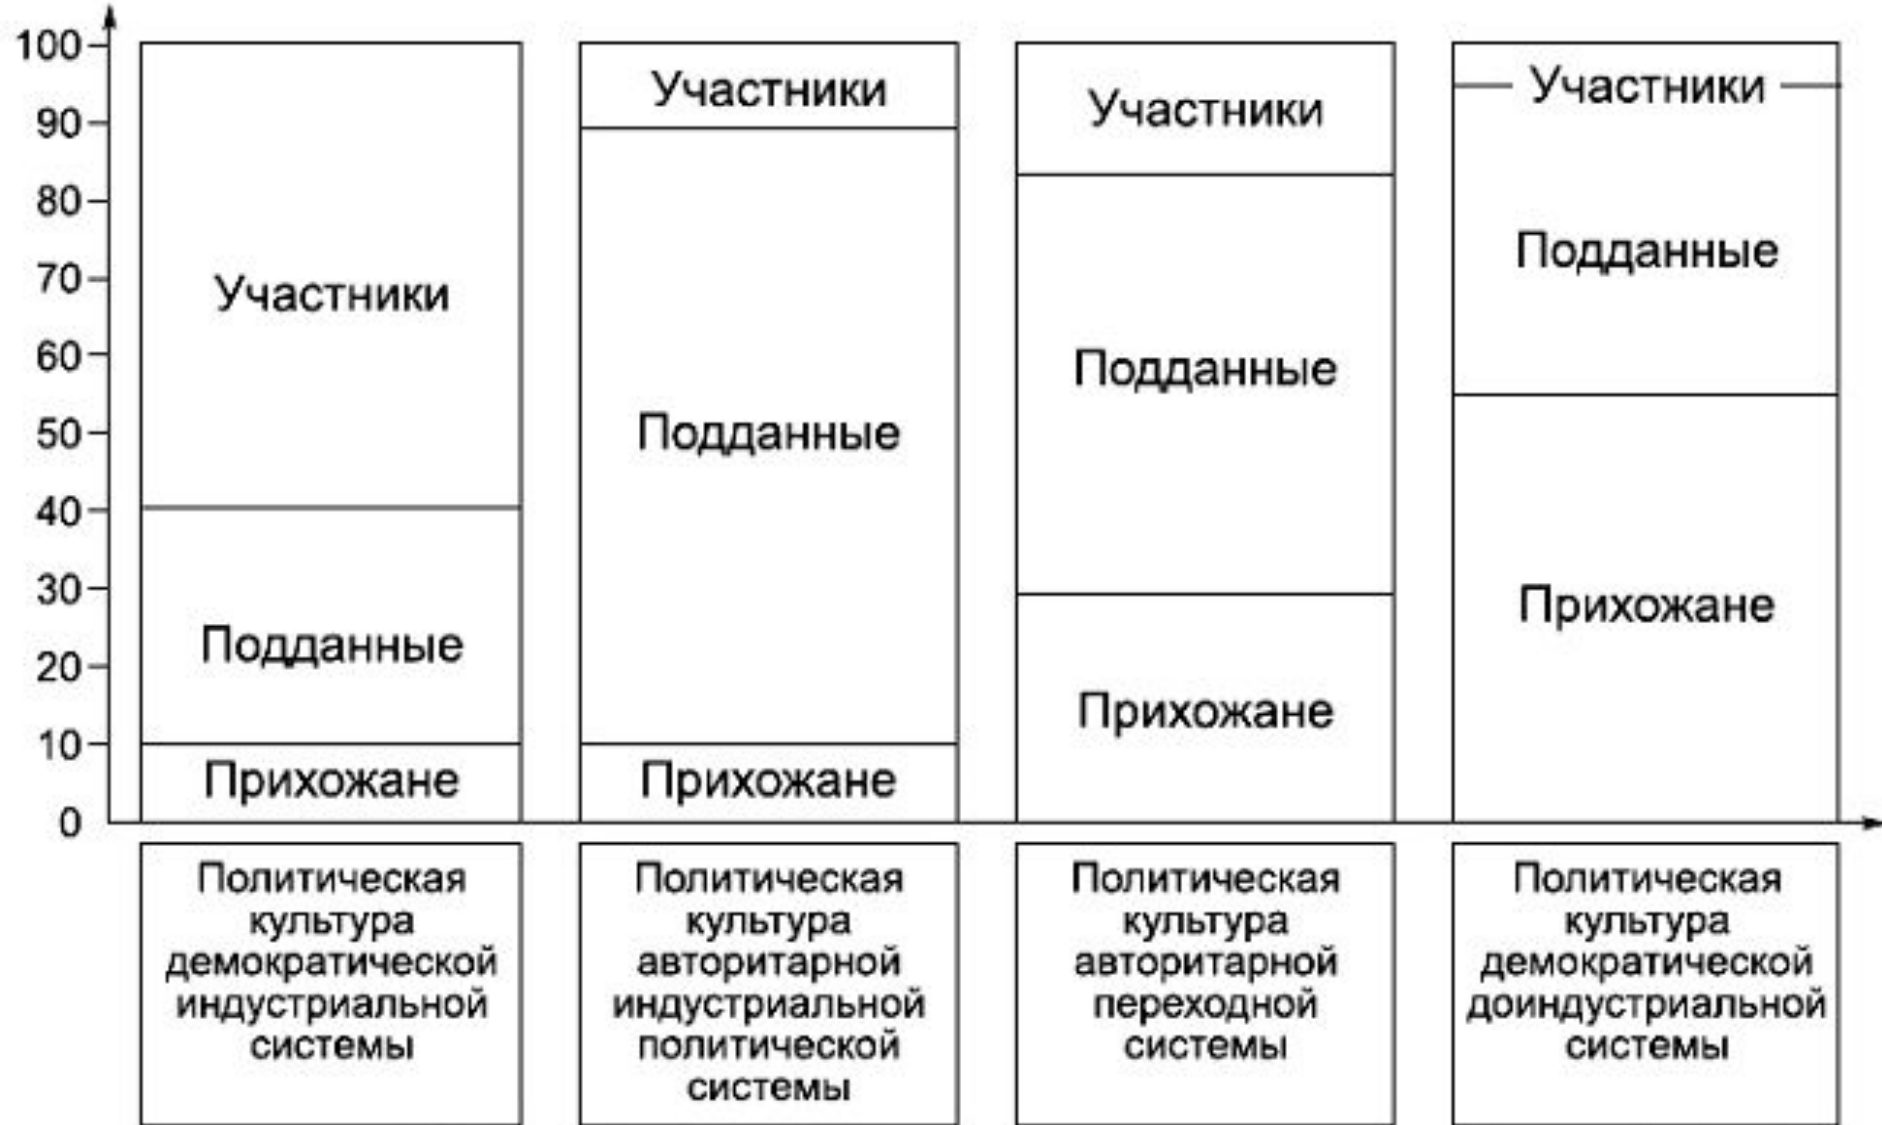 100
90
80
70
60
50
40
30
20
10
0
Участники
Подданные
Прихожане
Участники
Подданные
Прихожане
Участники
Подданные
Прихожане
Участники
Подданные
Прихожане
Политическая
культура
демократической
индустриальной
системы
Политическая
культура
авторитарной
индустриальной
политической
системы
Политическая
культура
авторитарной
переходной
системы
Политическая
культура
демократической
доиндустриальной
системы